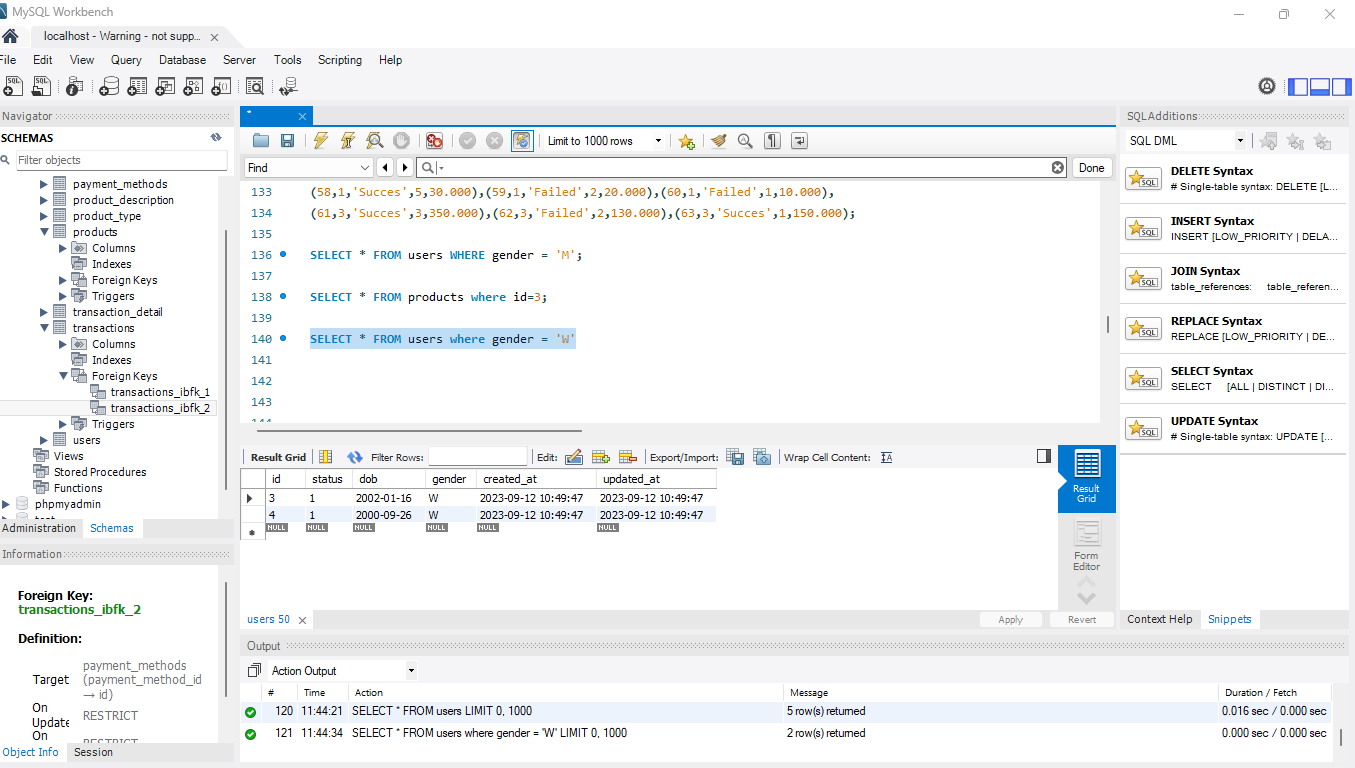 MySQL Workbench
localhost - Warning - not supp...
File Edit View Query Database Server Tools Scripting Help
Navigator
SCHEMAS
Filter objects
payment_methods
product_description
product_type
products
Columns
Indexes
Foreign Keys
Triggers
transaction_detail
transactions
Columns
Indexes
Foreign Keys
transactions_ibfk_1
transactions_ibfk_2
Triggers
users
Views
Stored Procedures
Functions
phpmyadmin
Administration Schemas
Information
Foreign Key:
transactions_ibfk_2
Definition:
Target payment_methods
(payment_method_id
→ id)
On
Update RESTRICT
On
RESTRICT
Object Info Session
Limit to 1000 rows
Find Done
133 (58,1,'Succes',5,30.000),(59,1,'Failed',2,20.000),(60,1,'Failed',1,10.000),
134 (61,3,'Succes',3,350.000),(62,3,'Failed',2,130.000),(63,3,'Succes',1,150.000);
135
136 SELECT * FROM users WHERE gender = 'M';
137
138 SELECT * FROM products where id=3;
139
140 SELECT * FROM users where gender = 'W'
141
142
143
144
Result Grid Filter Rows: Edit: Export/Import: Wrap Cell Content:
id status dob gender created_at updated_at
3 1 2002-01-16 W 2023-09-12 10:49:47 2023-09-12 10:49:47
4 1 2000-09-26 W 2023-09-12 10:49:47 2023-09-12 10:49:47
NULL NULL NULL NULL NULL NULL
Result
Grid
Form
Editor
users 50 Apply Revert
Output
Action Output
# Time Action Message Duration / Fetch
120 11:44:21 SELECT * FROM users LIMIT 0, 1000 5 row(s) returned 0.016 sec / 0.000 sec
121 11:44:34 SELECT * FROM users where gender = 'W' LIMIT 0, 1000 2 row(s) returned 0.000 sec / 0.000 sec
SQLAdditions
SQL DML
DELETE Syntax
# Single-table syntax: DELETE [L...
INSERT Syntax
INSERT [LOW_PRIORITY | DELA...
JOIN Syntax
table_references: table_referen...
REPLACE Syntax
REPLACE [LOW_PRIORITY | DE...
SELECT Syntax
SELECT [ALL | DISTINCT | DI...
UPDATE Syntax
# Single-table syntax: UPDATE [...
Context Help Snippets